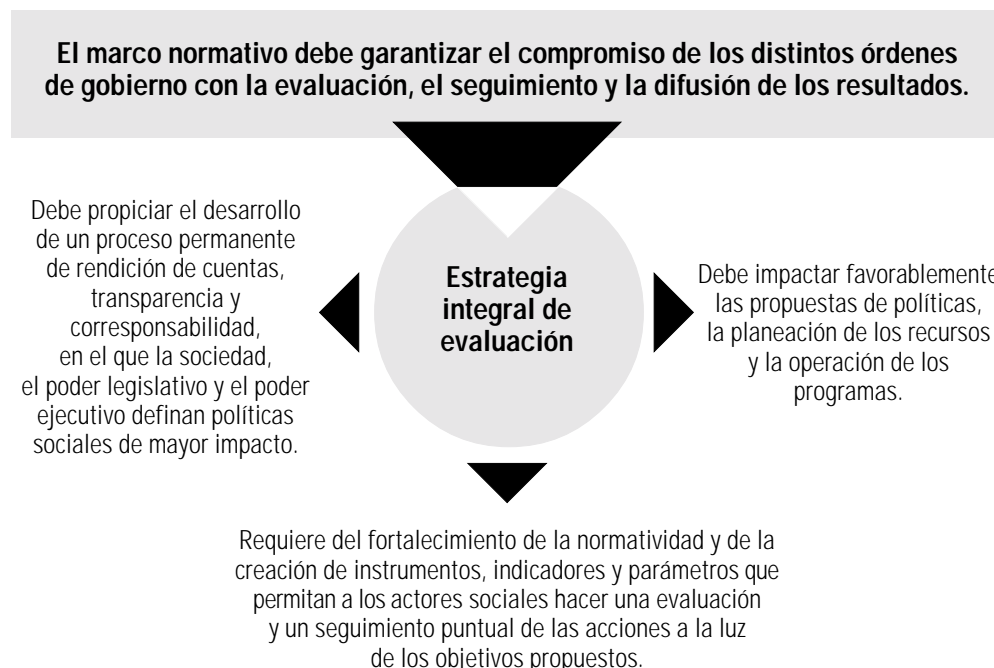 El marco normativo debe garantizar el compromiso de los distintos órdenes
de gobierno con la evaluación, el seguimiento y la difusión de los resultados.
Debe propiciar el desarrollo
de un proceso permanente
de rendición de cuentas,
transparencia y
corresponsabilidad,
en el que la sociedad,
el poder legislativo y el poder
ejecutivo definan políticas
sociales de mayor impacto.
Estrategia
integral de
evaluación
Debe impactar favorablemente
las propuestas de políticas,
la planeación de los recursos
y la operación de los
programas.
Requiere del fortalecimiento de la normatividad y de la
creación de instrumentos, indicadores y parámetros que
permitan a los actores sociales hacer una evaluación
y un seguimiento puntual de las acciones a la luz
de los objetivos propuestos.